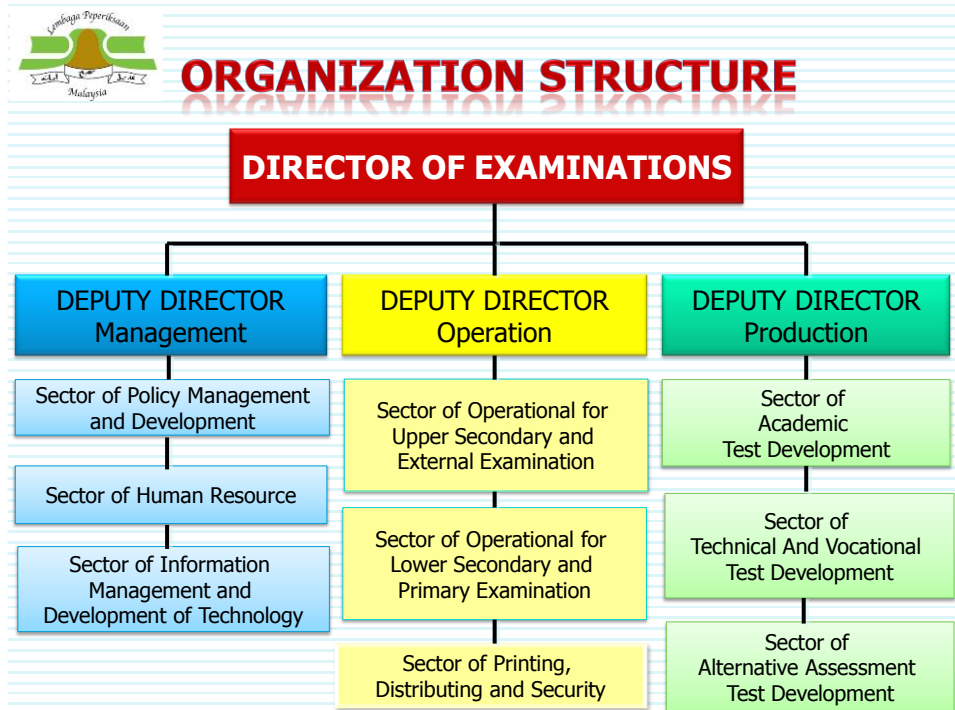 Lembaga Peperiksaan
Malaysia
ORGANIZATION STRUCTURE
DIRECTOR OF EXAMINATIONS
DEPUTY DIRECTOR
Management
DEPUTY DIRECTOR
Operation
DEPUTY DIRECTOR
Production
Sector of Policy Management
and Development
Sector of Human Resource
Sector of Information
Management and
Development of Technology
Sector of Operational for
Upper Secondary and
External Examination
Sector of Operational for
Lower Secondary and
Primary Examination
Sector of Printing,
Distributing and Security
Sector of
Academic
Test Development
Sector of
Technical And Vocational
Test Development
Sector of
Alternative Assessment
Test Development